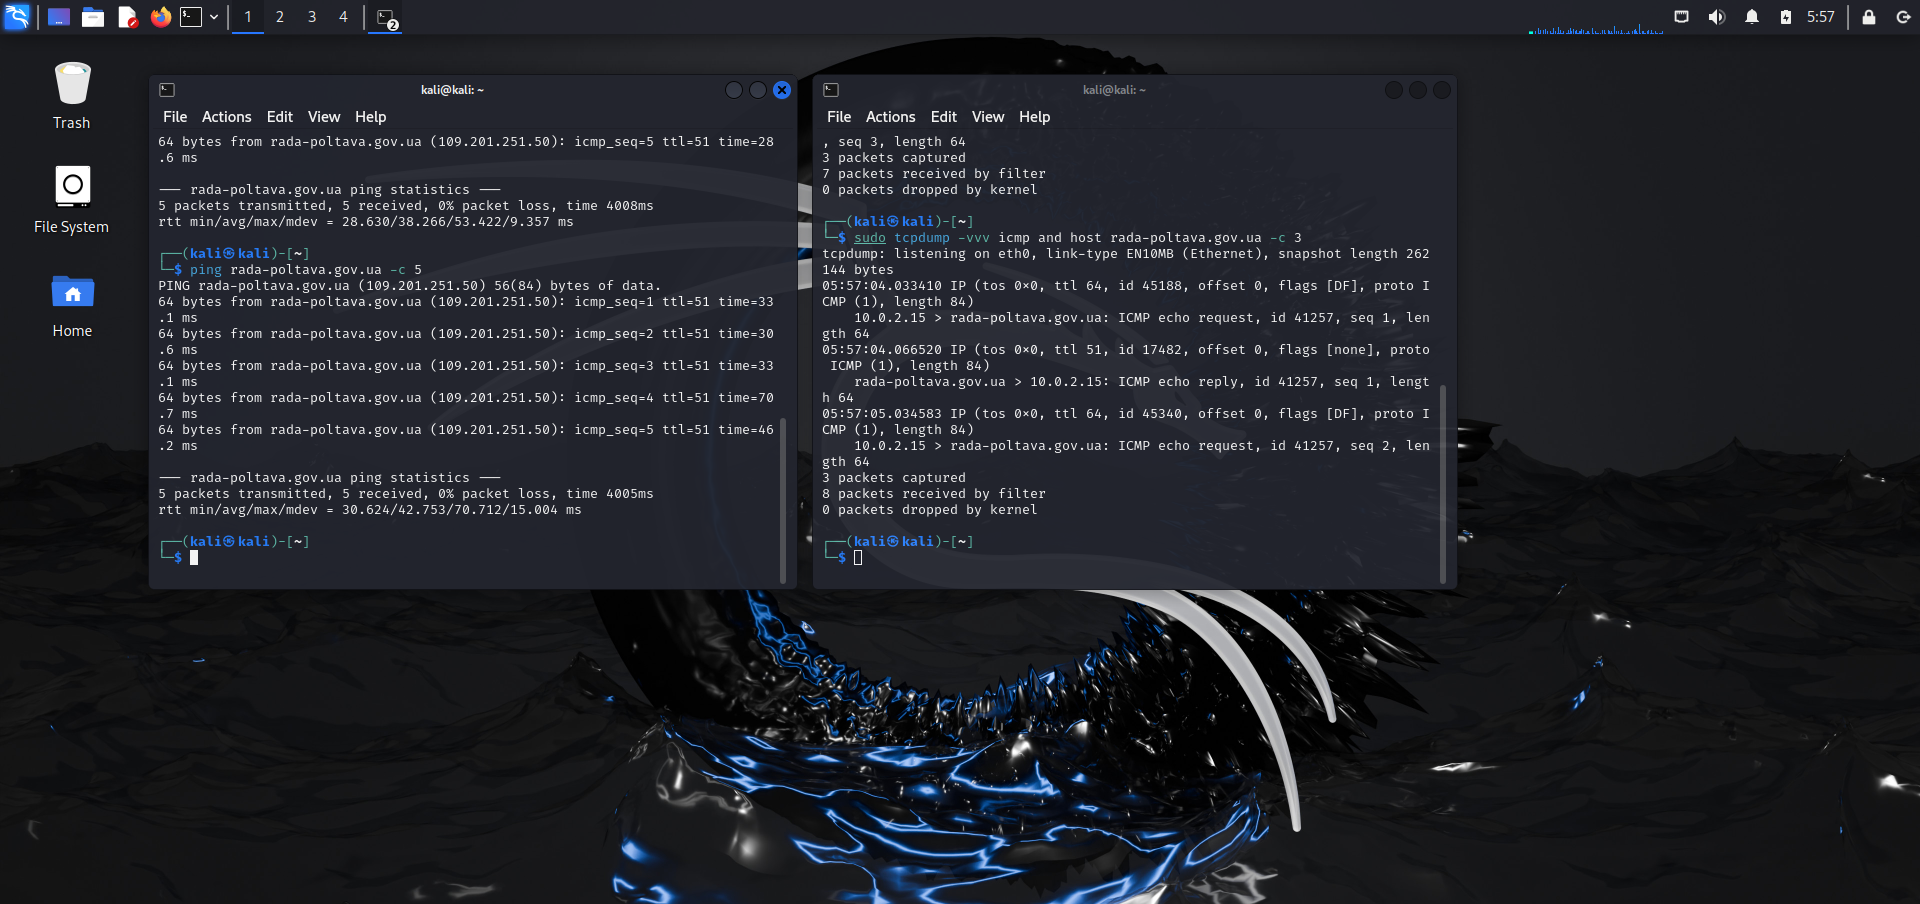 1 2 3 4 2 5:57
Trash
File System
Home
kali@kali: ~
File Actions Edit View Help
64 bytes from rada-poltava.gov.ua (109.201.251.50): icmp_seq=5 ttl=51 time=28
.6 ms
--- rada-poltava.gov.ua ping statistics ---
5 packets transmitted, 5 received, 0% packet loss, time 4008ms
rtt min/avg/max/mdev = 28.630/38.266/53.422/9.357 ms
┌──(kali㉿kali)-[~]
└─$ ping rada-poltava.gov.ua -c 5
PING rada-poltava.gov.ua (109.201.251.50) 56(84) bytes of data.
64 bytes from rada-poltava.gov.ua (109.201.251.50): icmp_seq=1 ttl=51 time=33
.1 ms
64 bytes from rada-poltava.gov.ua (109.201.251.50): icmp_seq=2 ttl=51 time=30
.6 ms
64 bytes from rada-poltava.gov.ua (109.201.251.50): icmp_seq=3 ttl=51 time=33
.1 ms
64 bytes from rada-poltava.gov.ua (109.201.251.50): icmp_seq=4 ttl=51 time=70
.7 ms
64 bytes from rada-poltava.gov.ua (109.201.251.50): icmp_seq=5 ttl=51 time=46
.2 ms
--- rada-poltava.gov.ua ping statistics ---
5 packets transmitted, 5 received, 0% packet loss, time 4005ms
rtt min/avg/max/mdev = 30.624/42.753/70.712/15.004 ms
┌──(kali㉿kali)-[~]
└─$
kali@kali: ~
File Actions Edit View Help
, seq 3, length 64
3 packets captured
7 packets received by filter
0 packets dropped by kernel
┌──(kali㉿kali)-[~]
└─$ sudo tcpdump -vvv icmp and host rada-poltava.gov.ua -c 3
tcpdump: listening on eth0, link-type EN10MB (Ethernet), snapshot length 262
144 bytes
05:57:04.033410 IP (tos 0×0, ttl 64, id 45188, offset 0, flags [DF], proto I
CMP (1), length 84)
10.0.2.15 > rada-poltava.gov.ua: ICMP echo request, id 41257, seq 1, len
gth 64
05:57:04.066520 IP (tos 0×0, ttl 51, id 17482, offset 0, flags [none], proto
ICMP (1), length 84)
rada-poltava.gov.ua > 10.0.2.15: ICMP echo reply, id 41257, seq 1, lengt
h 64
05:57:05.034583 IP (tos 0×0, ttl 64, id 45340, offset 0, flags [DF], proto I
CMP (1), length 84)
10.0.2.15 > rada-poltava.gov.ua: ICMP echo request, id 41257, seq 2, len
gth 64
3 packets captured
8 packets received by filter
0 packets dropped by kernel
┌──(kali㉿kali)-[~]
└─$